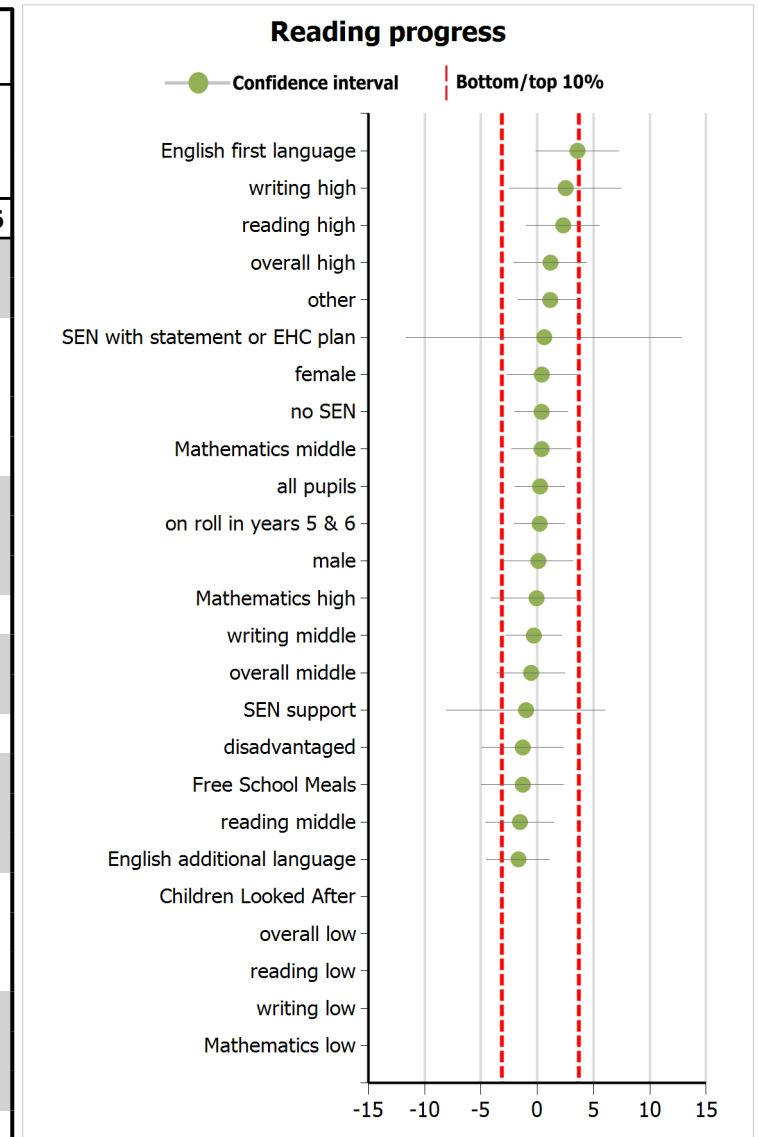 Reading progress
Confidence interval Bottom/top 10%
English first language
writing high
reading high
overall high
other
SEN with statement or EHC plan
female
no SEN
Mathematics middle
all pupils
on roll in years 5 & 6
male
Mathematics high
writing middle
overall middle
SEN support
disadvantaged
Free School Meals
reading middle
English additional language
Children Looked After
overall low
reading low
writing low
Mathematics low
-15 -10 -5 0 5 10 15